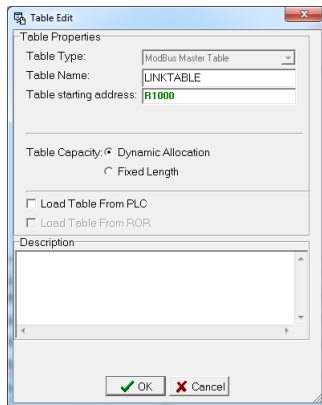 Table Edit
Table Properties
Table Type: ModBus Master Table
Table Name: LINKTABLE
Table starting address: R1000
Table Capacity: Dynamic Allocation
Fixed Length
Load Table From PLC
Load Table From ROR
Description
OK Cancel